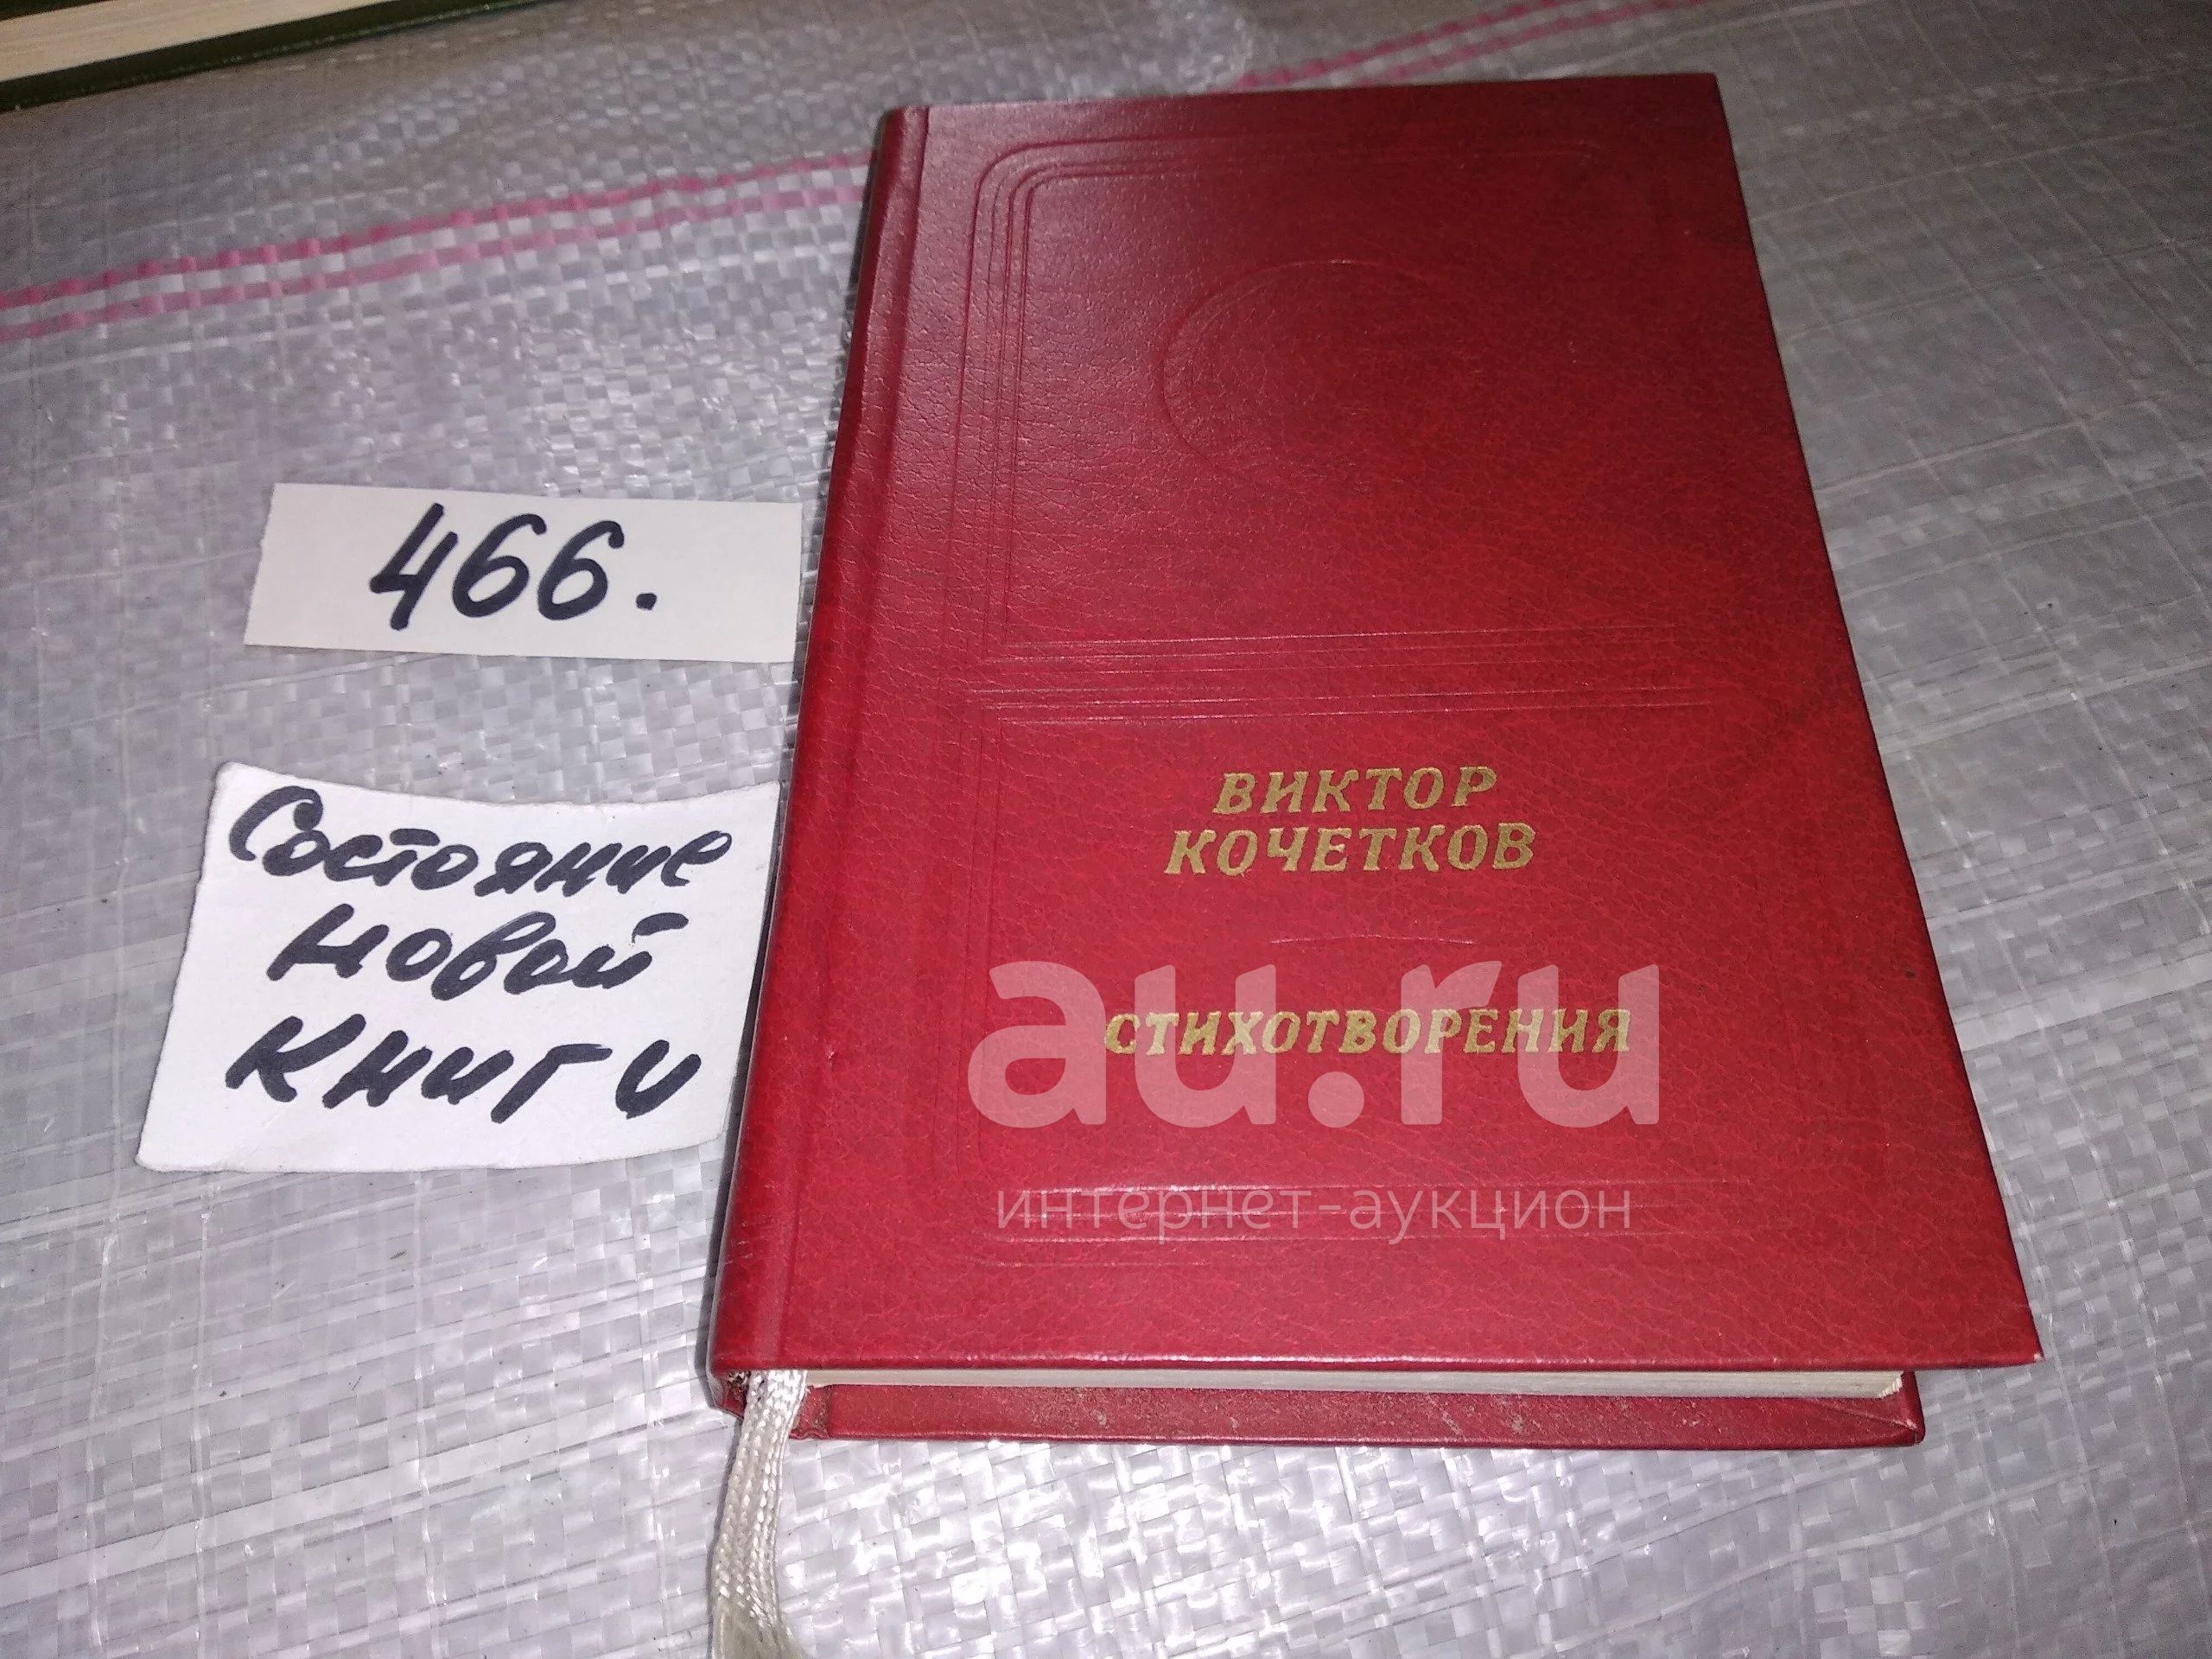 466.
Состояние
новой
книги
ВИКТОР
КОЧЕТКОВ
СТИХОТВОРЕНИЯ
au.ru
интернет-аукцион